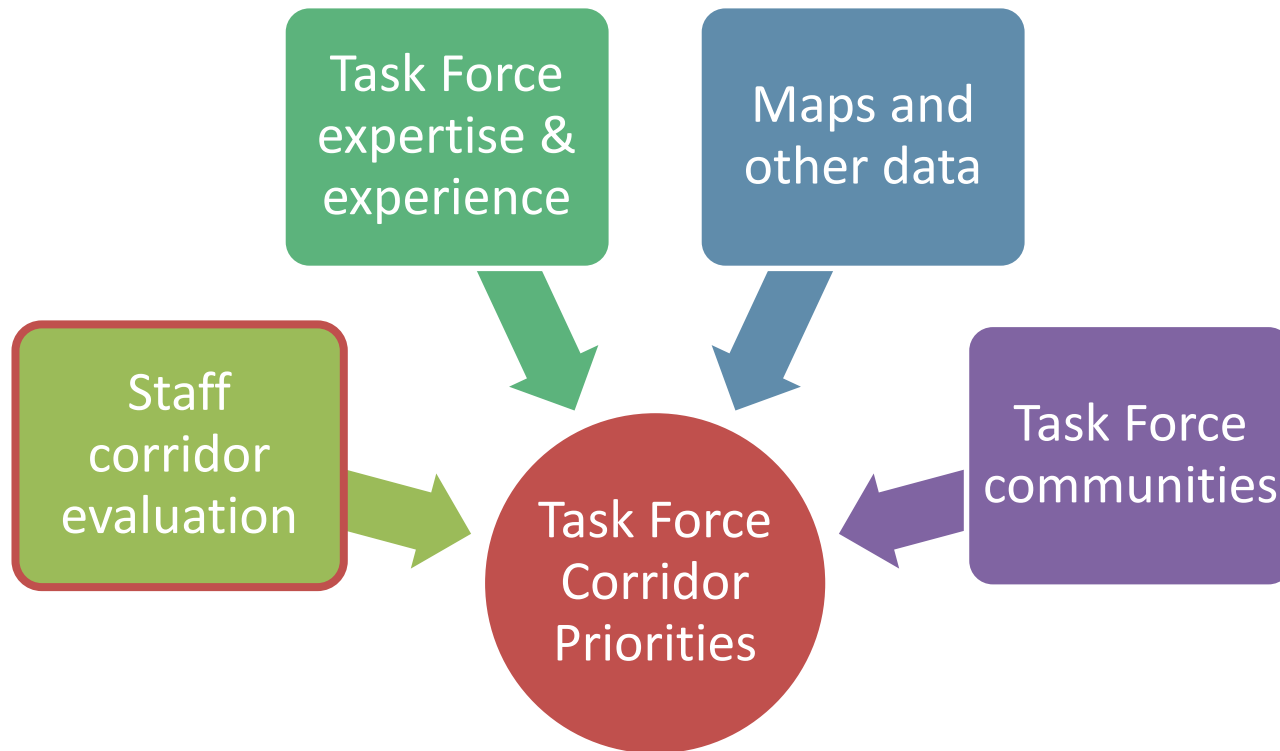 Task Force
expertise &
experience
Maps and
other data
Staff
corridor
evaluation
Task Force
communities
Task Force
Corridor
Priorities